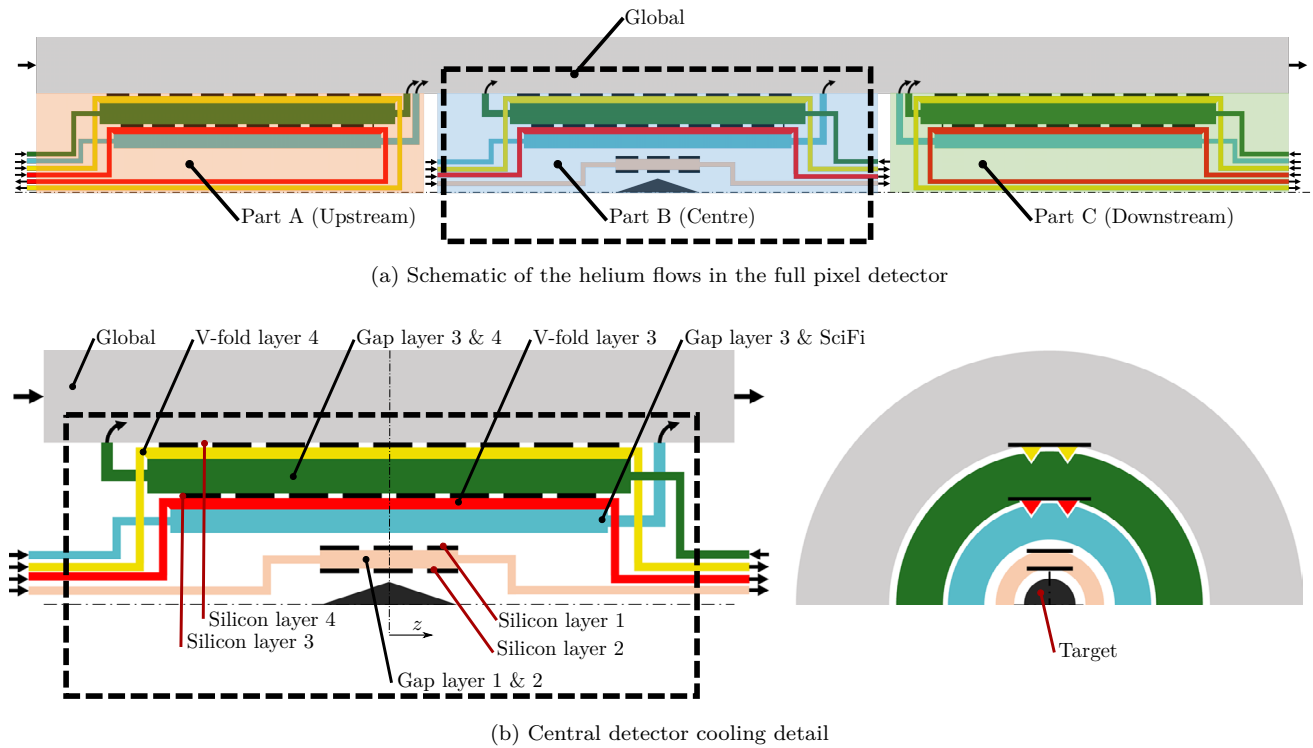 Global
Part A (Upstream)
Part B (Centre)
Part C (Downstream)
(a) Schematic of the helium flows in the full pixel detector
Global
V-fold layer 4
Gap layer 3 & 4
V-fold layer 3
Gap layer 3 & SciFi
z
Silicon layer 4
Silicon layer 1
Silicon layer 3
Silicon layer 2
Target
Gap layer 1 & 2
(b) Central detector cooling detail